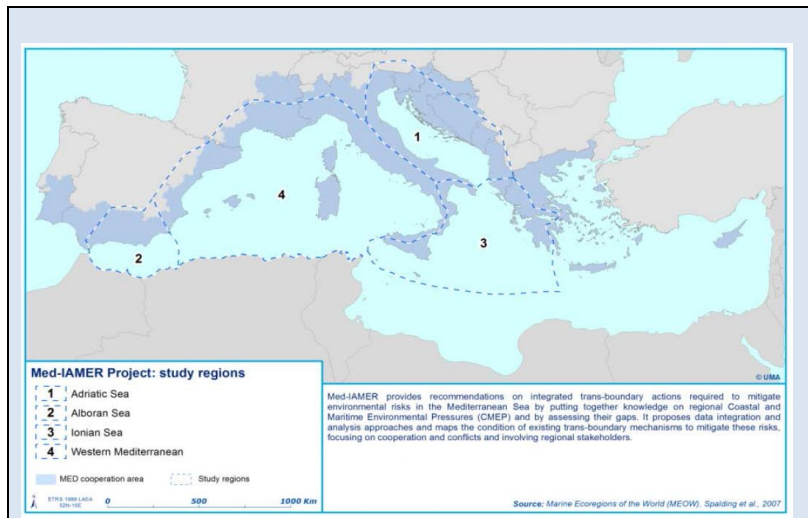 1
4
2
3
© UMA
Med-IAMER Project: study regions
1 Adriatic Sea
2 Alboran Sea
3 Ionian Sea
4 Western Mediterranean
MED cooperation area Study regions
ETRS 1989 LAEA
52N-10E
0 500 1000 Km
Med-IAMER provides recommendations on integrated trans-boundary actions required to mitigate
environmental risks in the Mediterranean Sea by putting together knowledge on regional Coastal and
Maritime Environmental Pressures (CMEP) and by assessing their gaps. It proposes data integration and
analysis approaches and maps the condition of existing trans-boundary mechanisms to mitigate these risks,
focusing on cooperation and conflicts and involving regional stakeholders.
Source: Marine Ecoregions of the World (MEOW). Spalding et al., 2007